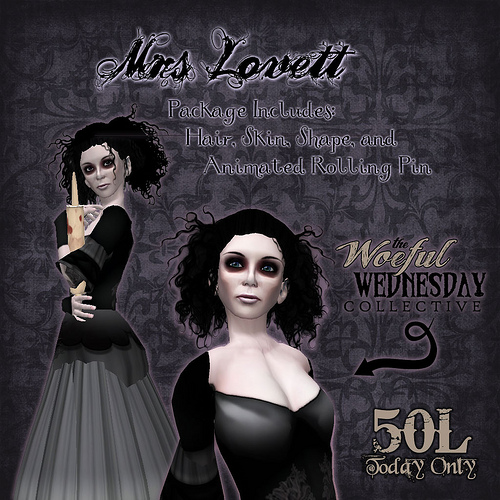 Mrs Lovett
Package Includes:
Hair, Skin, Shape, and
Animated Rolling Pin
the
Woeful
WEDNESDAY
COLLECTIVE
50L
Today Only